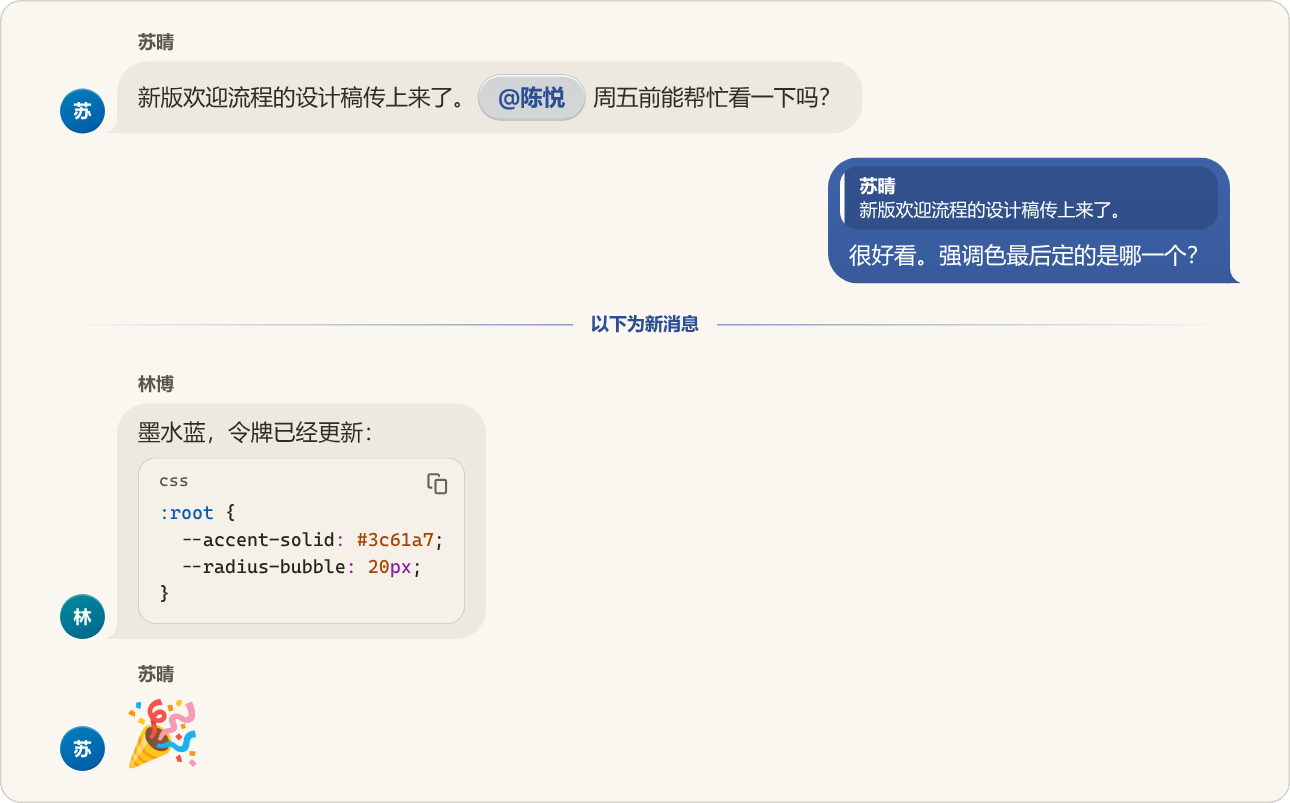 苏晴
苏
新版欢迎流程的设计稿传上来了。 @陈悦 周五前能帮忙看一下吗？
苏晴
新版欢迎流程的设计稿传上来了。
很好看。强调色最后定的是哪一个？
以下为新消息
林博
墨水蓝，令牌已经更新：
css
:root {
  --accent-solid: #3c61a7;
  --radius-bubble: 20px;
}
林
苏晴
苏